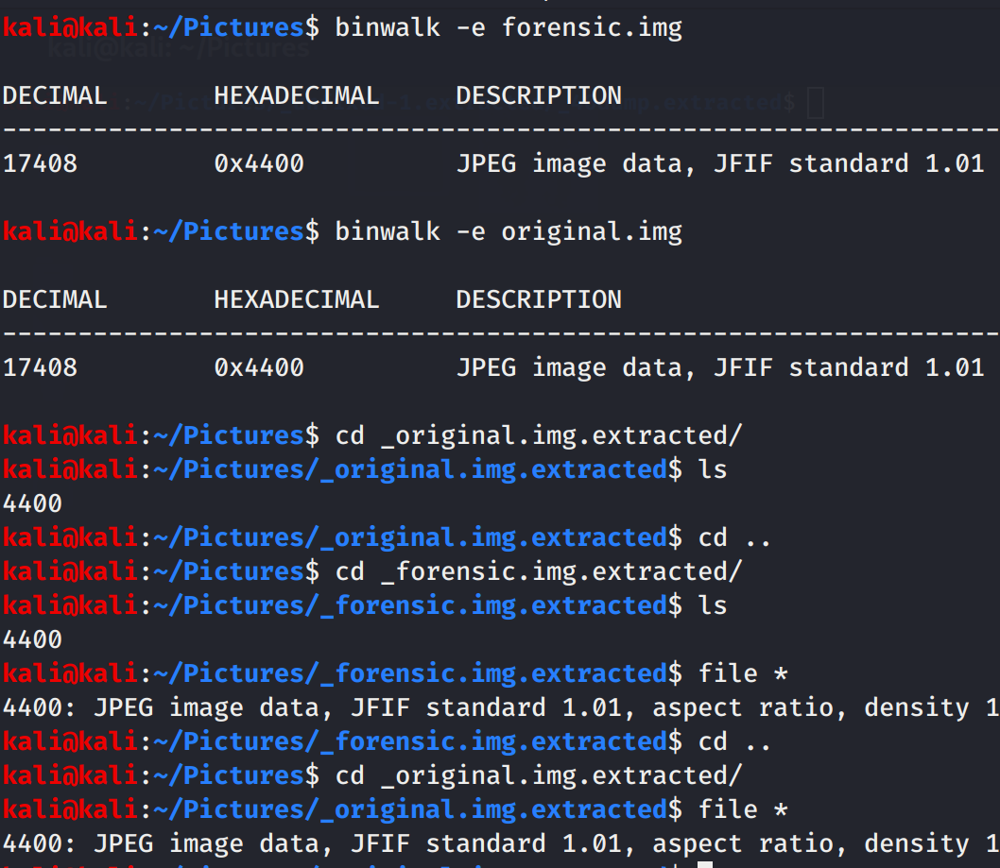 kali@kali:~/Pictures$ binwalk -e forensic.img
kali@kali: ~/Pictures
DECIMAL       HEXADECIMAL     DESCRIPTION
--------------------------------------------------------------------------------
17408         0x4400          JPEG image data, JFIF standard 1.01
kali@kali:~/Pictures$ binwalk -e original.img
DECIMAL       HEXADECIMAL     DESCRIPTION
--------------------------------------------------------------------------------
17408         0x4400          JPEG image data, JFIF standard 1.01
kali@kali:~/Pictures$ cd _original.img.extracted/
kali@kali:~/Pictures/_original.img.extracted$ ls
4400
kali@kali:~/Pictures/_original.img.extracted$ cd ..
kali@kali:~/Pictures$ cd _forensic.img.extracted/
kali@kali:~/Pictures/_forensic.img.extracted$ ls
4400
kali@kali:~/Pictures/_forensic.img.extracted$ file *
4400: JPEG image data, JFIF standard 1.01, aspect ratio, density 1
kali@kali:~/Pictures/_forensic.img.extracted$ cd ..
kali@kali:~/Pictures$ cd _original.img.extracted/
kali@kali:~/Pictures/_original.img.extracted$ file *
4400: JPEG image data, JFIF standard 1.01, aspect ratio, density 1